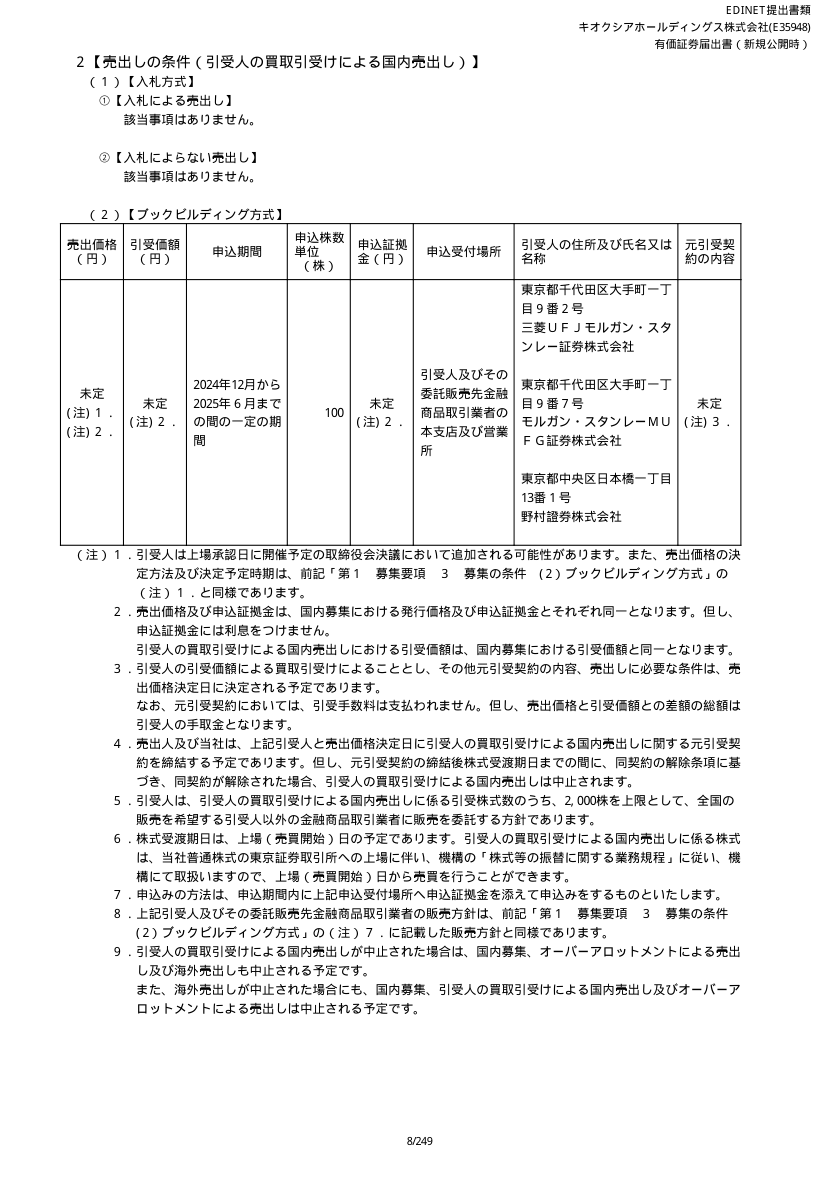 EDINET提出書類
キオクシアホールディングス株式会社(E35948)
有価証券届出書（新規公開時）
２【売出しの条件（引受人の買取引受けによる国内売出し）】
（１）【入札方式】
①【入札による売出し】
該当事項はありません。
②【入札によらない売出し】
該当事項はありません。
（２）【ブックビルディング方式】
売出価格
（円）
引受価額
（円）
申込期間
申込株数
単位
（株）
申込証拠
金（円）
申込受付場所
引受人の住所及び氏名又は
名称
元引受契
約の内容
未定
(注)１．
(注)２．
未定
(注)２．
2024年12月から
2025年６月まで
の間の一定の期
間
100
未定
(注)２．
引受人及びその
委託販売先金融
商品取引業者の
本支店及び営業
所
東京都千代田区大手町一丁
目９番２号
三菱ＵＦＪモルガン・スタ
ンレー証券株式会社
東京都千代田区大手町一丁
目９番７号
モルガン・スタンレーＭＵ
ＦＧ証券株式会社
東京都中央区日本橋一丁目
13番１号
野村證券株式会社
未定
(注)３．
（注）１．引受人は上場承認日に開催予定の取締役会決議において追加される可能性があります。また、売出価格の決
定方法及び決定予定時期は、前記「第１　募集要項　３　募集の条件　(２)ブックビルディング方式」の
（注）１．と同様であります。
２．売出価格及び申込証拠金は、国内募集における発行価格及び申込証拠金とそれぞれ同一となります。但し、
申込証拠金には利息をつけません。
引受人の買取引受けによる国内売出しにおける引受価額は、国内募集における引受価額と同一となります。
３．引受人の引受価額による買取引受けによることとし、その他元引受契約の内容、売出しに必要な条件は、売
出価格決定日に決定される予定であります。
なお、元引受契約においては、引受手数料は支払われません。但し、売出価格と引受価額との差額の総額は
引受人の手取金となります。
４．売出人及び当社は、上記引受人と売出価格決定日に引受人の買取引受けによる国内売出しに関する元引受契
約を締結する予定であります。但し、元引受契約の締結後株式受渡期日までの間に、同契約の解除条項に基
づき、同契約が解除された場合、引受人の買取引受けによる国内売出しは中止されます。
５．引受人は、引受人の買取引受けによる国内売出しに係る引受株式数のうち、2,000株を上限として、全国の
販売を希望する引受人以外の金融商品取引業者に販売を委託する方針であります。
６．株式受渡期日は、上場（売買開始）日の予定であります。引受人の買取引受けによる国内売出しに係る株式
は、当社普通株式の東京証券取引所への上場に伴い、機構の「株式等の振替に関する業務規程」に従い、機
構にて取扱いますので、上場（売買開始）日から売買を行うことができます。
７．申込みの方法は、申込期間内に上記申込受付場所へ申込証拠金を添えて申込みをするものといたします。
８．上記引受人及びその委託販売先金融商品取引業者の販売方針は、前記「第１　募集要項　３　募集の条件
(２)ブックビルディング方式」の（注）７．に記載した販売方針と同様であります。
９．引受人の買取引受けによる国内売出しが中止された場合は、国内募集、オーバーアロットメントによる売出
し及び海外売出しも中止される予定です。
また、海外売出しが中止された場合にも、国内募集、引受人の買取引受けによる国内売出し及びオーバーア
ロットメントによる売出しは中止される予定です。
8/249